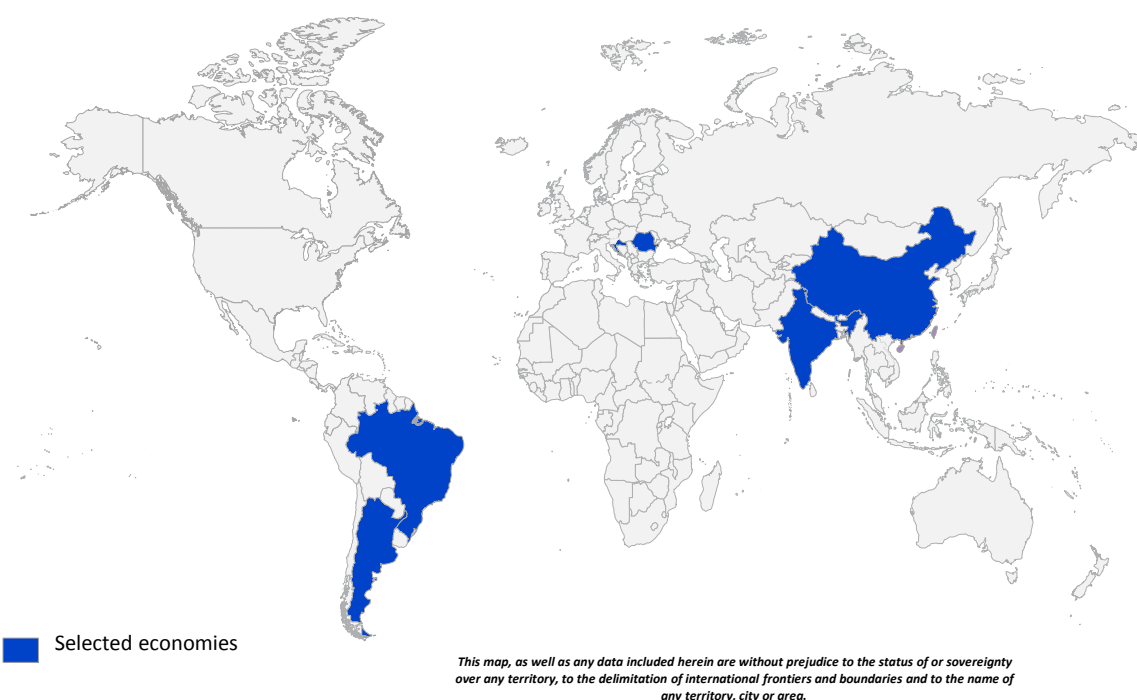 Selected economies
This map, as well as any data included herein are without prejudice to the status of or sovereignty
over any territory, to the delimitation of international frontiers and boundaries and to the name of
any territory, city or area.